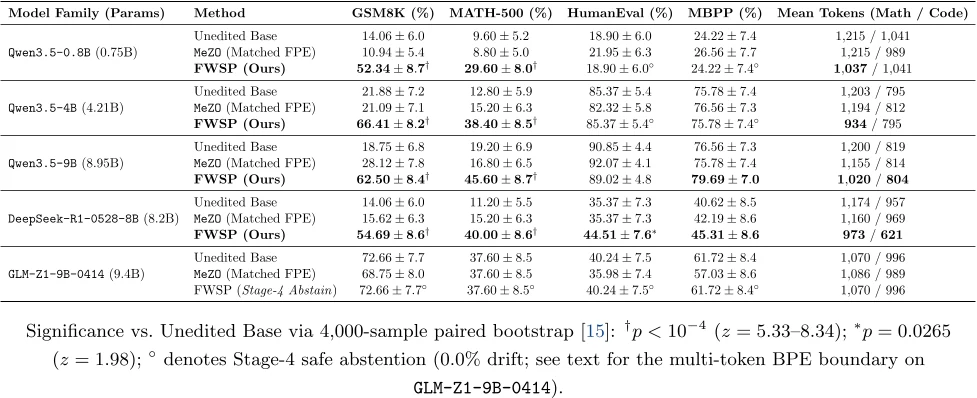 Model Family (Params) Method GSM8K (%) MATH-500 (%) HumanEval (%) MBPP (%) Mean Tokens (Math / Code)
Unedited Base 14.06 ± 6.0 9.60 ± 5.2 18.90 ± 6.0 24.22 ± 7.4 1,215 / 1,041
Qwen3.5-0.8B (0.75B) MeZO (Matched FPE) 10.94 ± 5.4 8.80 ± 5.0 21.95 ± 6.3 26.56 ± 7.7 1,215 / 989
FWSP (Ours) 52.34 ± 8.7† 29.60 ± 8.0† 18.90 ± 6.0° 24.22 ± 7.4° 1,037 / 1,041
Unedited Base 21.88 ± 7.2 12.80 ± 5.9 85.37 ± 5.4 75.78 ± 7.4 1,203 / 795
Qwen3.5-4B (4.21B) MeZO (Matched FPE) 21.09 ± 7.1 15.20 ± 6.3 82.32 ± 5.8 76.56 ± 7.3 1,194 / 812
FWSP (Ours) 66.41 ± 8.2† 38.40 ± 8.5† 85.37 ± 5.4° 75.78 ± 7.4° 934 / 795
Unedited Base 18.75 ± 6.8 19.20 ± 6.9 90.85 ± 4.4 76.56 ± 7.3 1,200 / 819
Qwen3.5-9B (8.95B) MeZO (Matched FPE) 28.12 ± 7.8 16.80 ± 6.5 92.07 ± 4.1 75.78 ± 7.4 1,155 / 814
FWSP (Ours) 62.50 ± 8.4† 45.60 ± 8.7† 89.02 ± 4.8 79.69 ± 7.0 1,020 / 804
Unedited Base 14.06 ± 6.0 11.20 ± 5.5 35.37 ± 7.3 40.62 ± 8.5 1,174 / 957
DeepSeek-R1-0528-8B (8.2B) MeZO (Matched FPE) 15.62 ± 6.3 15.20 ± 6.3 35.37 ± 7.3 42.19 ± 8.6 1,160 / 969
FWSP (Ours) 54.69 ± 8.6† 40.00 ± 8.6† 44.51 ± 7.6* 45.31 ± 8.6 973 / 621
Unedited Base 72.66 ± 7.7 37.60 ± 8.5 40.24 ± 7.5 61.72 ± 8.4 1,070 / 996
GLM-Z1-9B-0414 (9.4B) MeZO (Matched FPE) 68.75 ± 8.0 37.60 ± 8.5 35.98 ± 7.4 57.03 ± 8.6 1,086 / 989
FWSP (Stage-4 Abstain) 72.66 ± 7.7° 37.60 ± 8.5° 40.24 ± 7.5° 61.72 ± 8.4° 1,070 / 996
Significance vs. Unedited Base via 4,000-sample paired bootstrap [15]: †p < 10⁻⁴ (z = 5.33–8.34); *p = 0.0265
(z = 1.98); ° denotes Stage-4 safe abstention (0.0% drift; see text for the multi-token BPE boundary on
GLM-Z1-9B-0414).